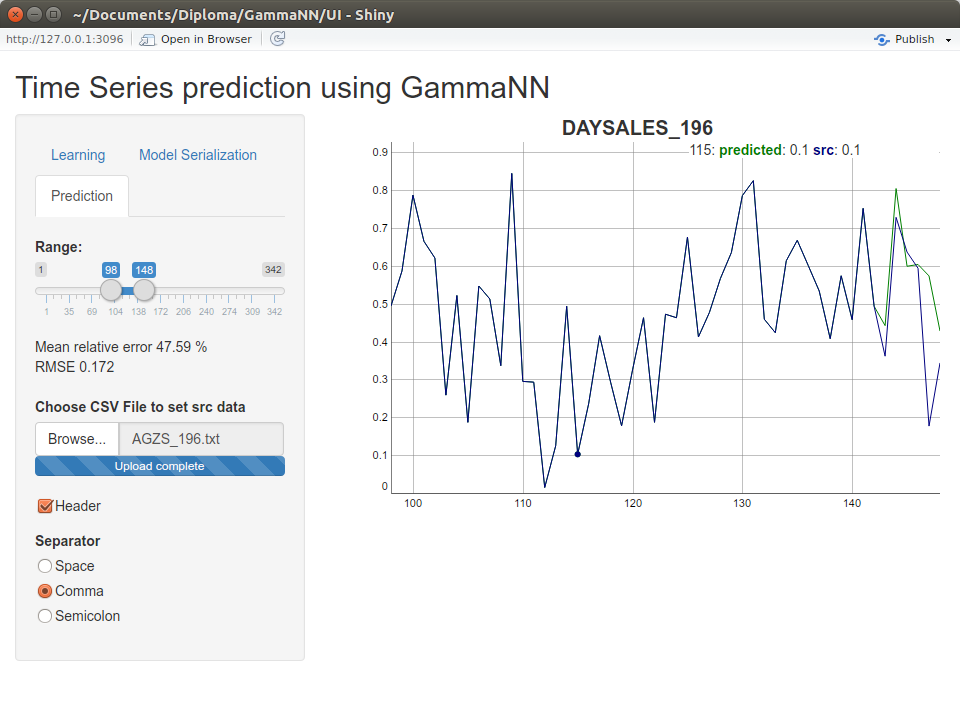 ~/Documents/Diploma/GammaNN/UI - Shiny
http://127.0.0.1:3096 Open in Browser Publish
Time Series prediction using GammaNN
Learning Model Serialization
Prediction
Range:
1 98 148 342
1 35 69 104 138 172 206 240 274 309 342
Mean relative error 47.59 %
RMSE 0.172
Choose CSV File to set src data
Browse... AGZS_196.txt
Upload complete
Header
Separator
Space
Comma
Semicolon
DAYSALES_196
115: predicted: 0.1 src: 0.1
0.9
0.8
0.7
0.6
0.5
0.4
0.3
0.2
0.1
0
100 110 120 130 140